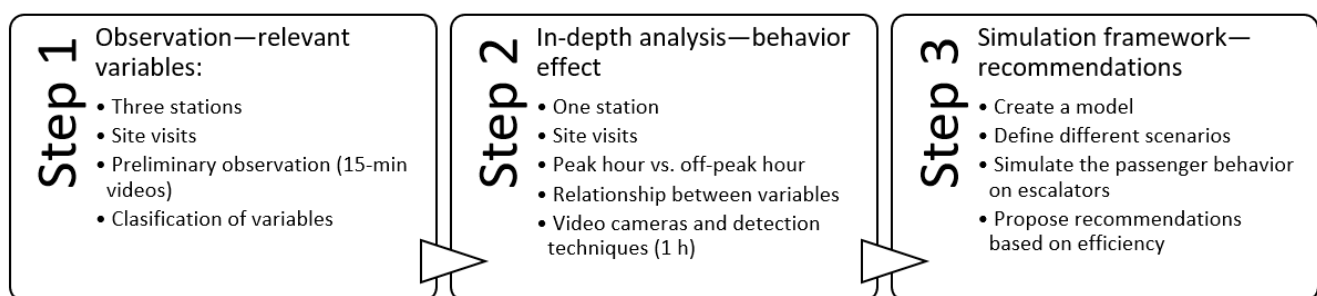 Step 1
Observation—relevant
variables:
• Three stations
• Site visits
• Preliminary observation (15-min
videos)
• Clasification of variables
Step 2
In-depth analysis—behavior
effect
• One station
• Site visits
• Peak hour vs. off-peak hour
• Relationship between variables
• Video cameras and detection
techniques (1 h)
Step 3
Simulation framework—
recommendations
• Create a model
• Define different scenarios
• Simulate the passenger behavior
on escalators
• Propose recommendations
based on efficiency